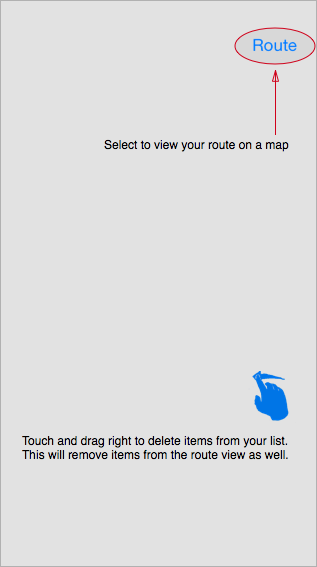 Route
Select to view your route on a map
Touch and drag right to delete items from your list.
This will remove items from the route view as well.